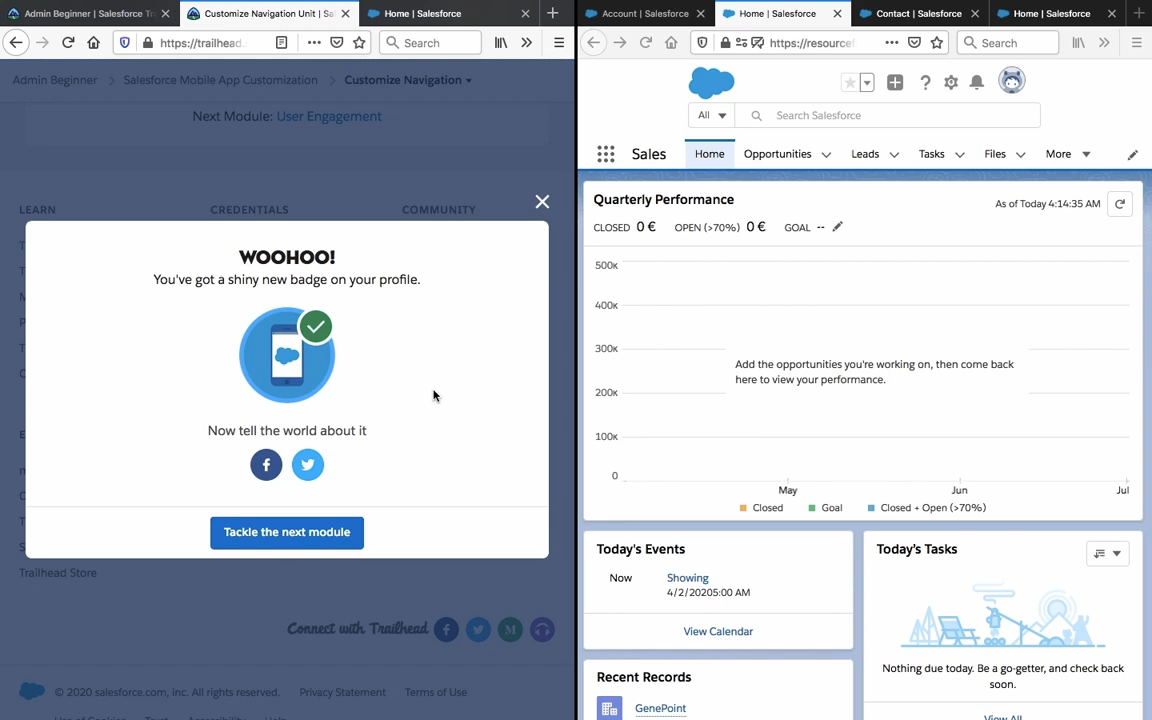 Admin Beginner | Salesforce Tr
Customize Navigation Unit | Sa
Home | Salesforce
https://trailhead.
Search
Admin Beginner
Salesforce Mobile App Customization
Customize Navigation
Next Module: User Engagement
LEARN
CREDENTIALS
COMMUNITY
WOOHOO!
You've got a shiny new badge on your profile.
Now tell the world about it
Tackle the next module
Trailhead Store
Connect with Trailhead
© 2020 salesforce.com, inc. All rights reserved.
Privacy Statement
Terms of Use
Account | Salesforce
Home | Salesforce
Contact | Salesforce
Home | Salesforce
https://resource
Search
All
Search Salesforce
Sales
Home
Opportunities
Leads
Tasks
Files
More
Quarterly Performance
As of Today 4:14:35 AM
CLOSED 0 €
OPEN (>70%) 0 €
GOAL --
500K
400K
300K
200K
100K
0
Add the opportunities you're working on, then come back
here to view your performance.
May
Jun
Jul
Closed
Goal
Closed + Open (>70%)
Today's Events
Now
Showing
4/2/20205:00 AM
View Calendar
Recent Records
GenePoint
Today's Tasks
Nothing due today. Be a go-getter, and check back
soon.
View All